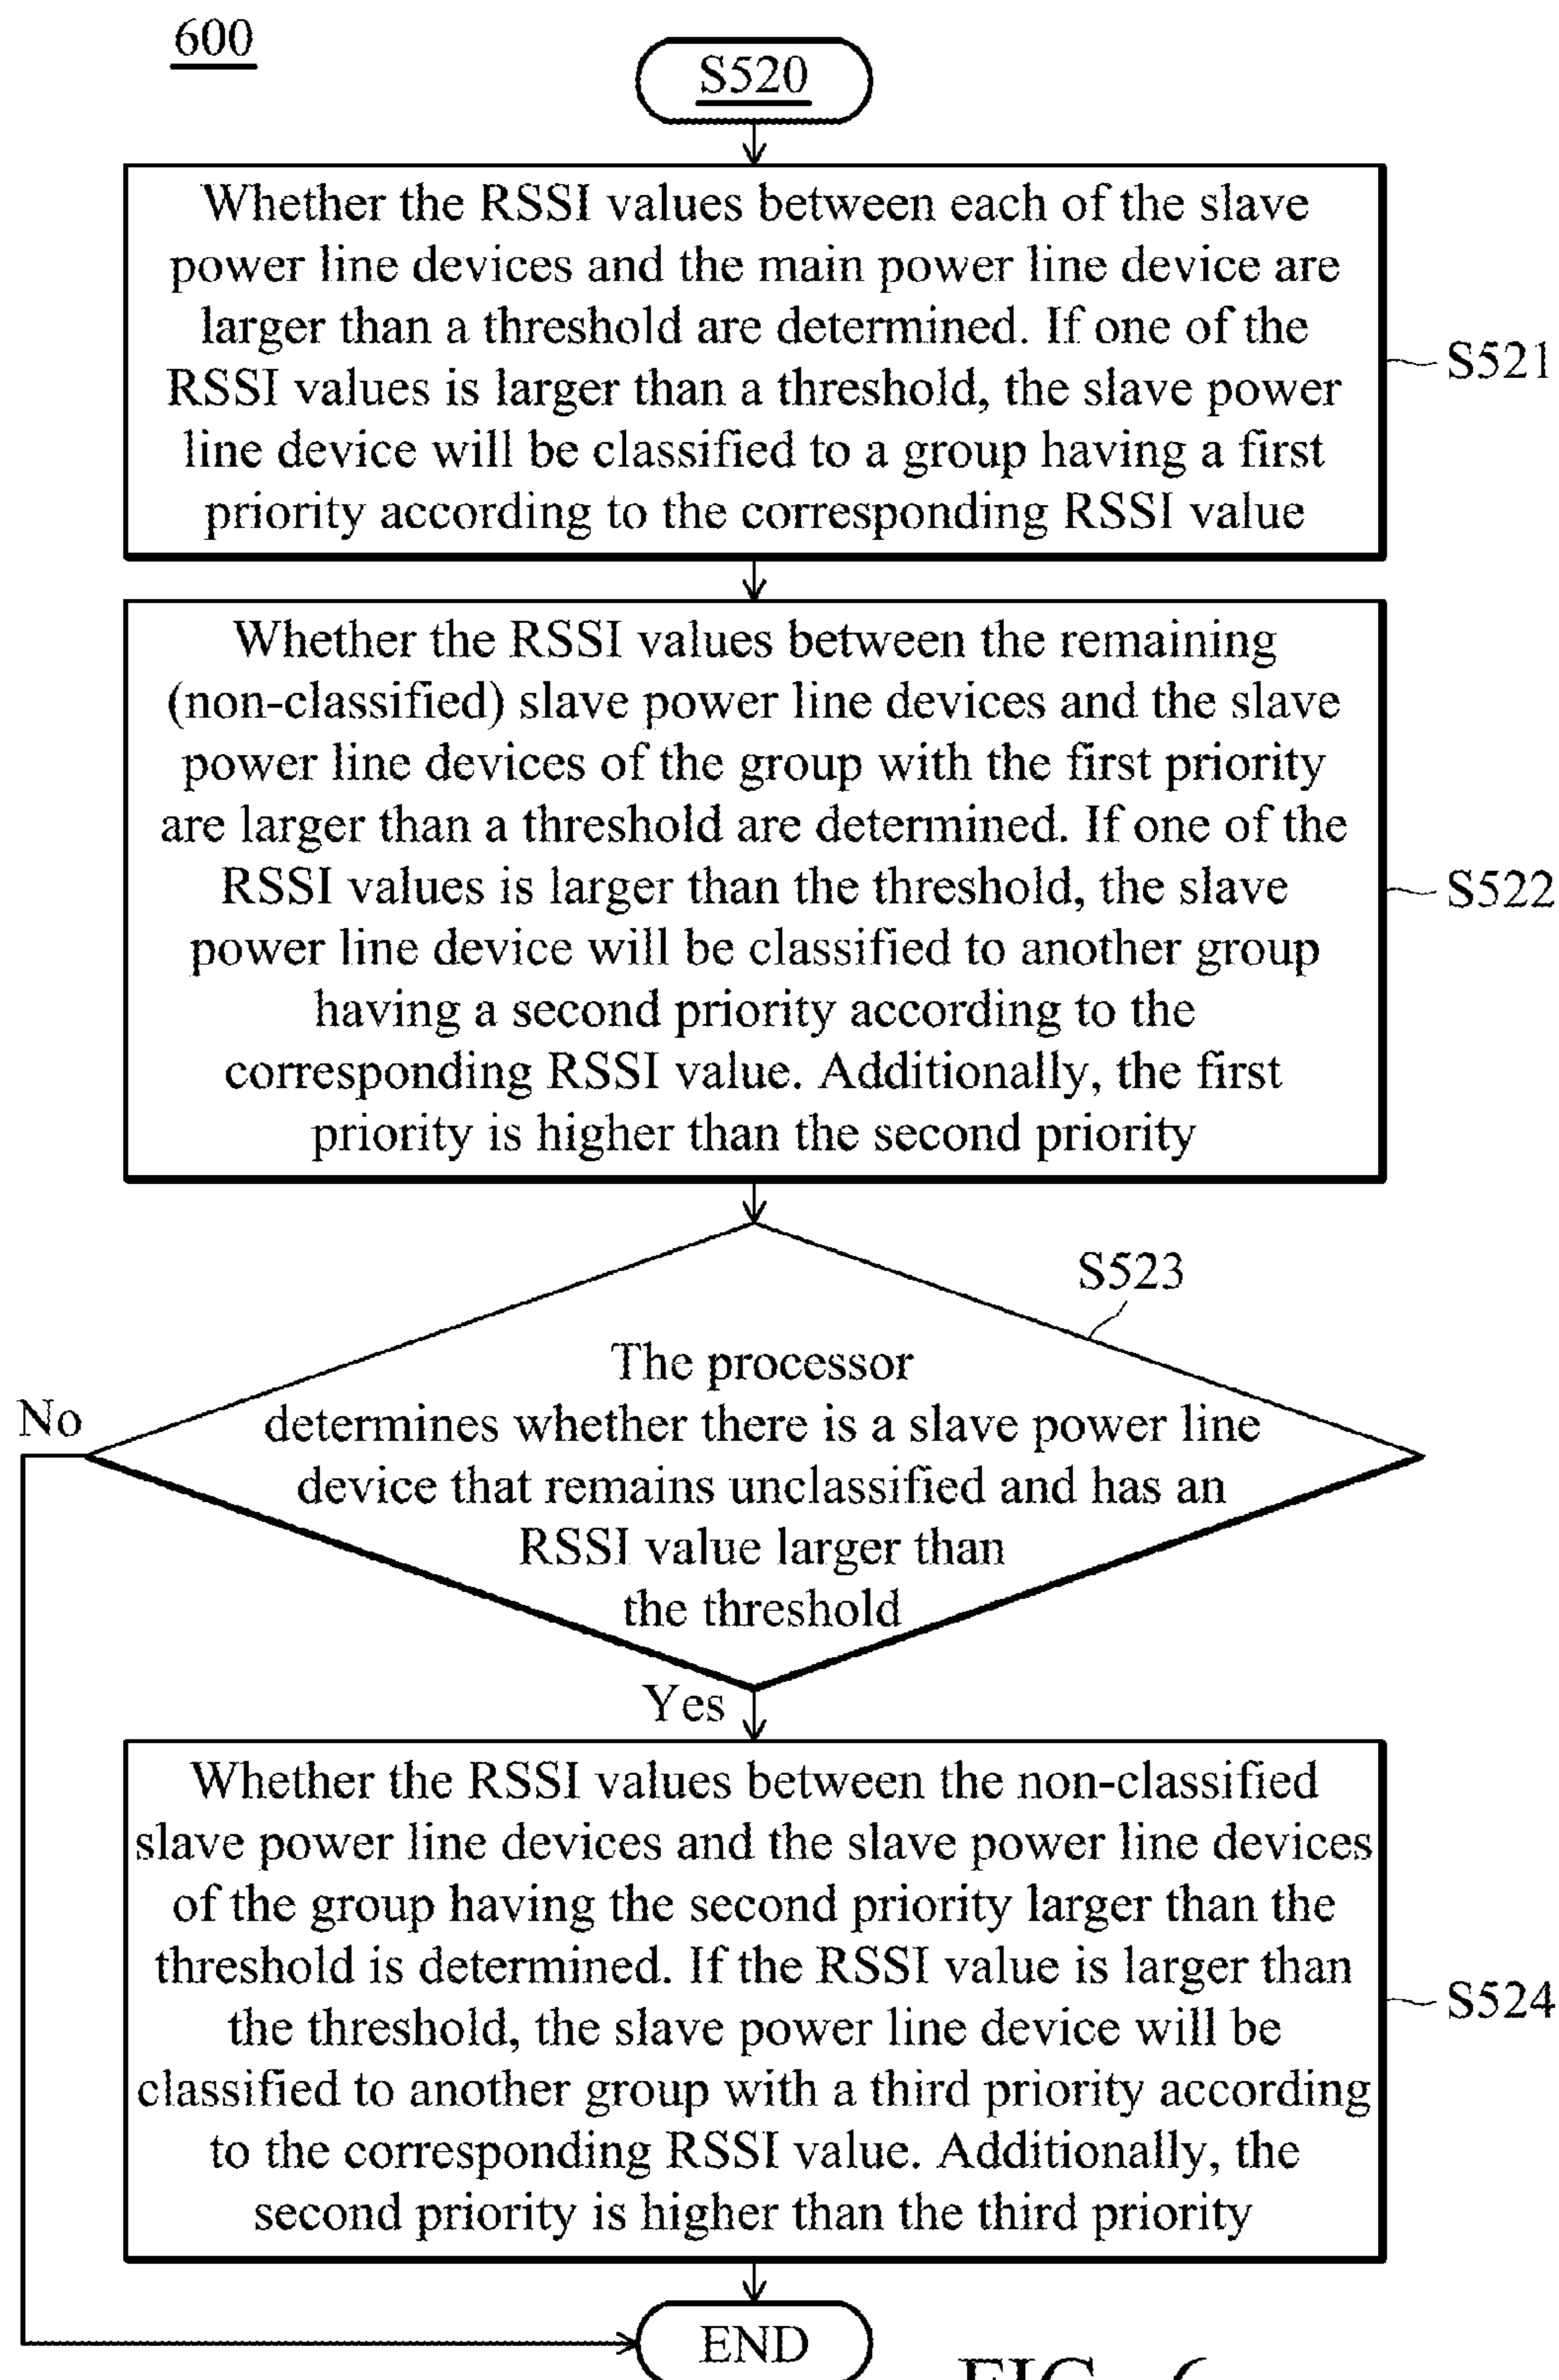 600
S520
Whether the RSSI values between each of the slave
power line devices and the main power line device are
larger than a threshold are determined. If one of the
RSSI values is larger than a threshold, the slave power
line device will be classified to a group having a first
priority according to the corresponding RSSI value
S521
Whether the RSSI values between the remaining
(non-classified) slave power line devices and the slave
power line devices of the group with the first priority
are larger than a threshold are determined. If one of the
RSSI values is larger than the threshold, the slave
power line device will be classified to another group
having a second priority according to the
corresponding RSSI value. Additionally, the first
priority is higher than the second priority
S522
S523
The processor
determines whether there is a slave power line
device that remains unclassified and has an
RSSI value larger than
the threshold
No
Yes
Whether the RSSI values between the non-classified
slave power line devices and the slave power line devices
of the group having the second priority larger than the
threshold is determined. If the RSSI value is larger than
the threshold, the slave power line device will be
classified to another group with a third priority according
to the corresponding RSSI value. Additionally, the
second priority is higher than the third priority
S524
END
FIG. 6